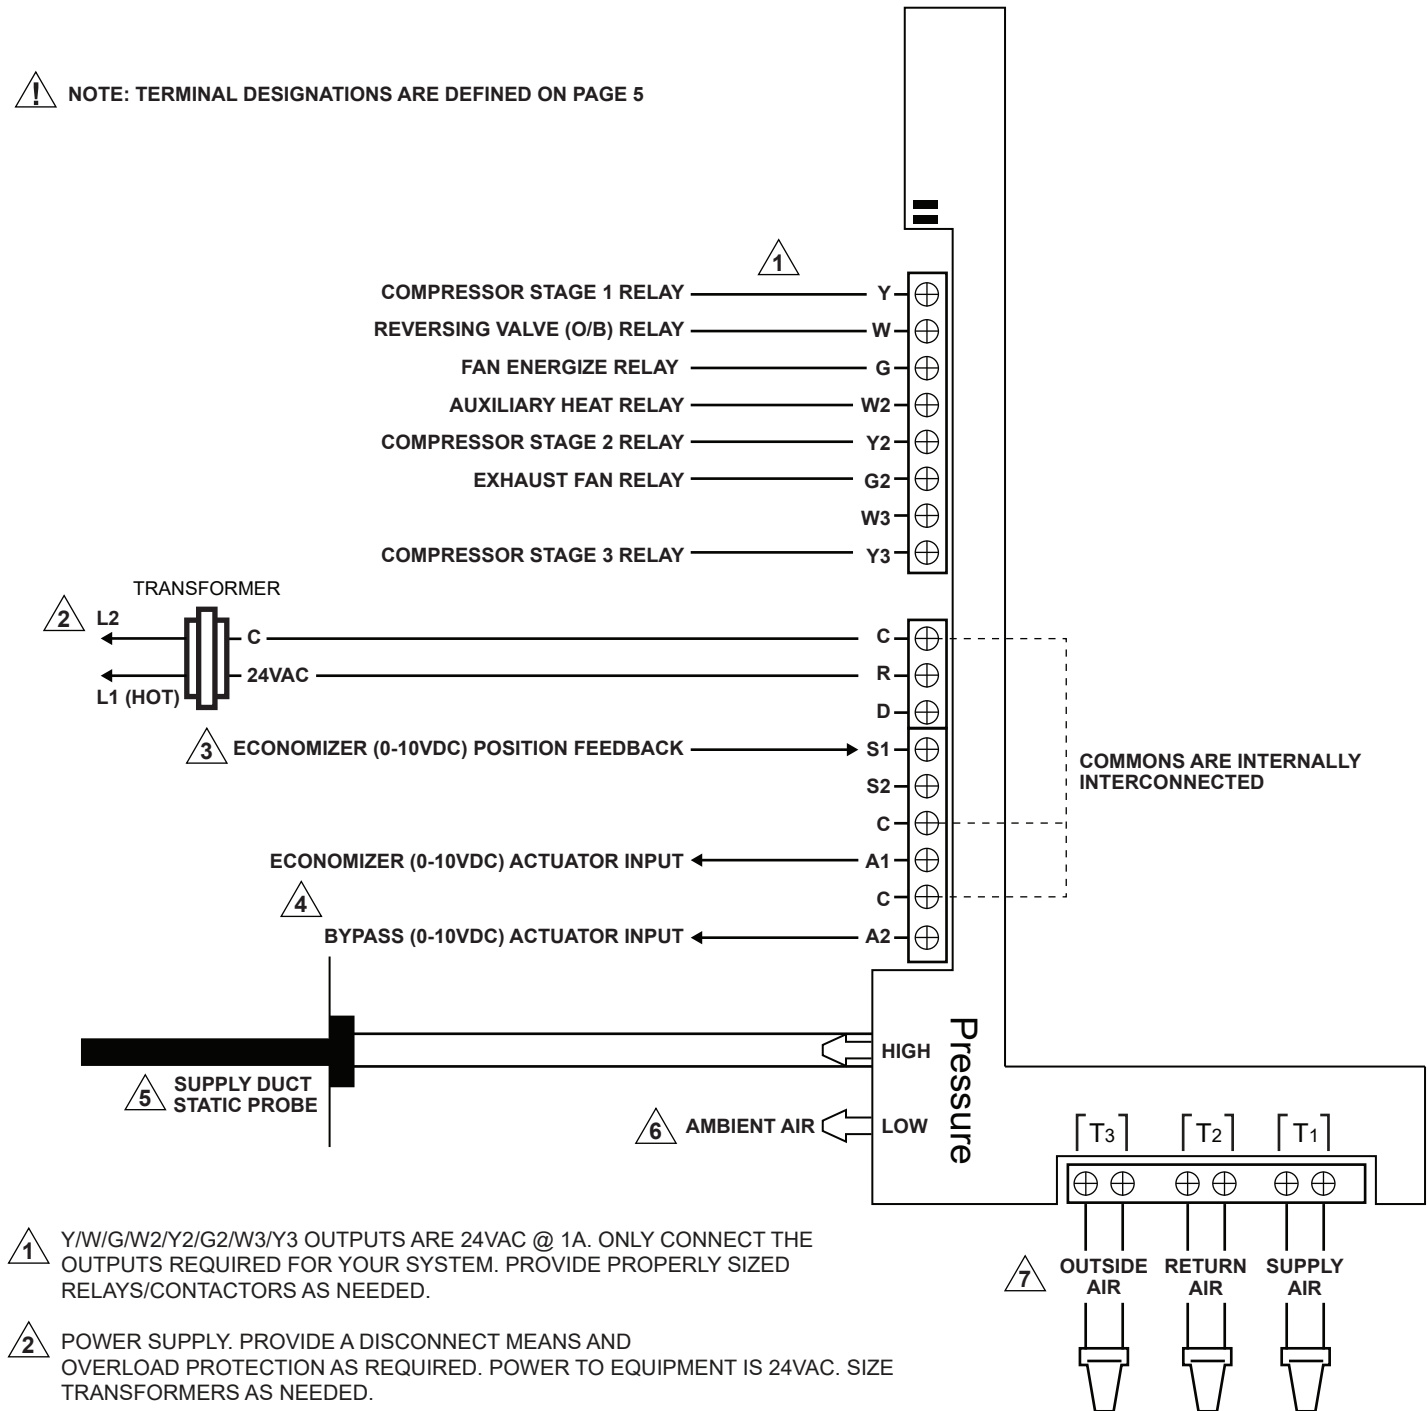 ! NOTE: TERMINAL DESIGNATIONS ARE DEFINED ON PAGE 5
1
COMPRESSOR STAGE 1 RELAY Y
REVERSING VALVE (O/B) RELAY W
FAN ENERGIZE RELAY G
AUXILIARY HEAT RELAY W2
COMPRESSOR STAGE 2 RELAY Y2
EXHAUST FAN RELAY G2
W3
COMPRESSOR STAGE 3 RELAY Y3
TRANSFORMER
2 L2
C C
24VAC R
L1 (HOT)
D
3 ECONOMIZER (0-10VDC) POSITION FEEDBACK S1
S2
COMMONS ARE INTERNALLY
INTERCONNECTED
C
ECONOMIZER (0-10VDC) ACTUATOR INPUT A1
C
4
BYPASS (0-10VDC) ACTUATOR INPUT A2
Pressure
HIGH
5 SUPPLY DUCT
STATIC PROBE
6 AMBIENT AIR LOW
T3 T2 T1
7 OUTSIDE
AIR
RETURN
AIR
SUPPLY
AIR
1 Y/W/G/W2/Y2/G2/W3/Y3 OUTPUTS ARE 24VAC @ 1A. ONLY CONNECT THE
OUTPUTS REQUIRED FOR YOUR SYSTEM. PROVIDE PROPERLY SIZED
RELAYS/CONTACTORS AS NEEDED.
2 POWER SUPPLY. PROVIDE A DISCONNECT MEANS AND
OVERLOAD PROTECTION AS REQUIRED. POWER TO EQUIPMENT IS 24VAC. SIZE
TRANSFORMERS AS NEEDED.